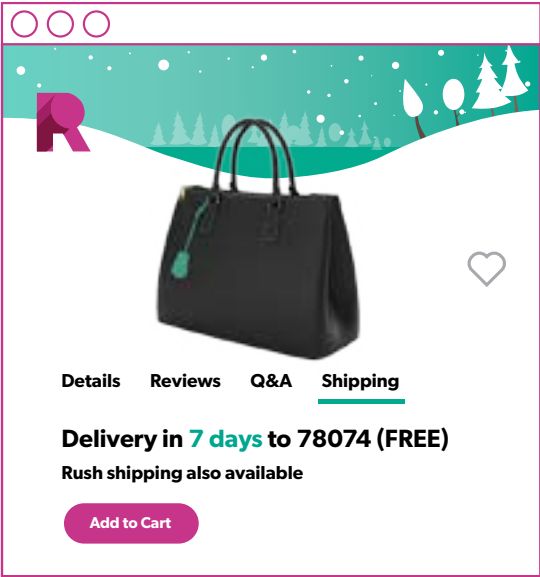 R
Details Reviews Q&A Shipping
Delivery in 7 days to 78074 (FREE)
Rush shipping also available
Add to Cart